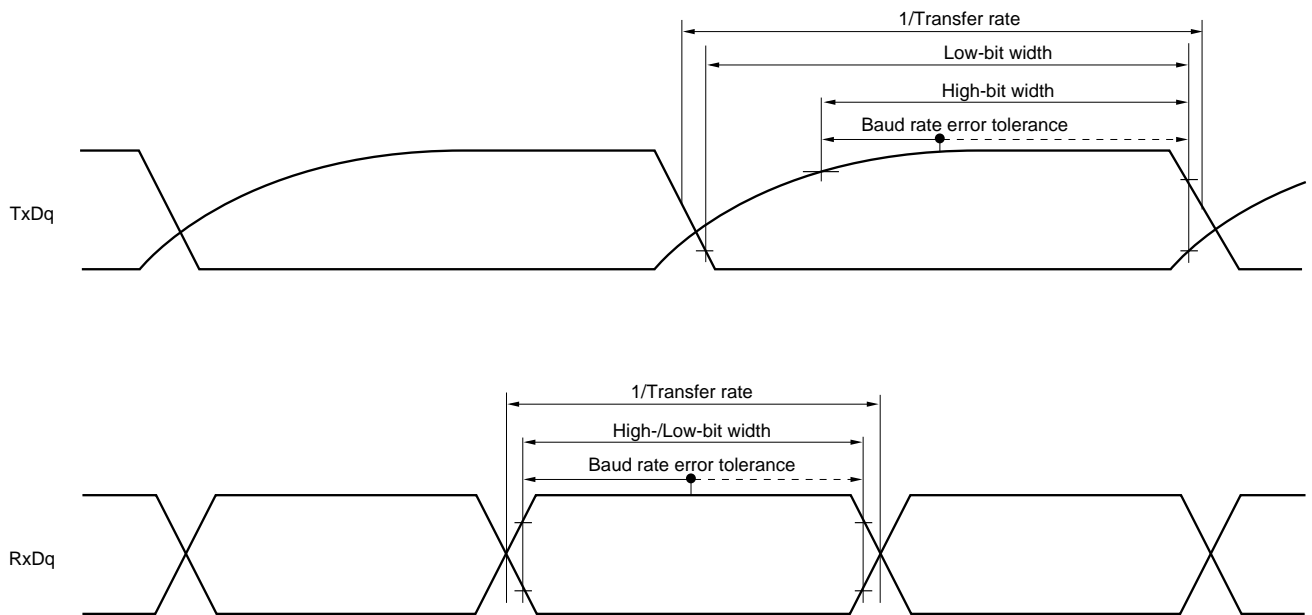 1/Transfer rate
Low-bit width
High-bit width
Baud rate error tolerance
TxDq
1/Transfer rate
High-/Low-bit width
Baud rate error tolerance
RxDq